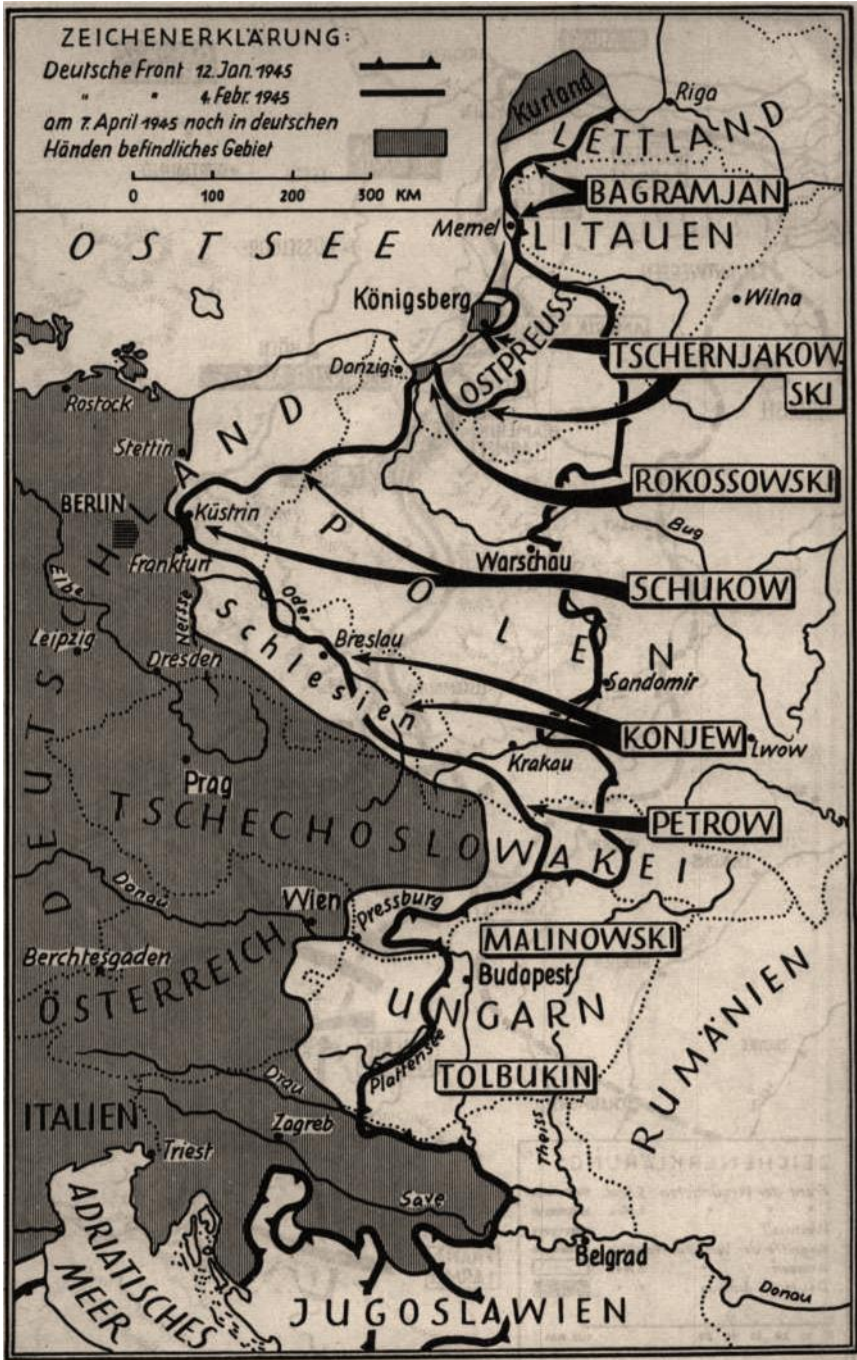 ZEICHENERKLÄRUNG:
Deutsche Front 12. Jan. 1945
" " 4. Febr. 1945
am 7. April 1945 noch in deutschen
Händen befindliches Gebiet
0 100 200 300 KM
Kurland
Riga
LETTLAND
BAGRAMJAN
Memel
LITAUEN
OSTSEE
Königsberg
Wilna
OSTPREUSS.
TSCHERNJAKOW
SKI
Danzig
Rostock
Stettin
ROKOSSOWSKI
BERLIN
Küstrin
Bug
Warschau
Frankfurt
SCHUKOW
Elbe
Oder
POLEN
Neisse
Schlesien
Leipzig
Breslau
Dresden
Sandomir
DEUTSCHLAND
KONJEW
Lwow
Krakau
Prag
TSCHECHOSLOWAKEI
PETROW
Donau
Wien
Pressburg
MALINOWSKI
Berchtesgaden
ÖSTERREICH
Budapest
UNGARN
RUMÄNIEN
Plattensee
TOLBUKIN
Drau
ITALIEN
Zagreb
Theiss
Triest
Save
ADRIATISCHES
MEER
Belgrad
Donau
JUGOSLAWIEN